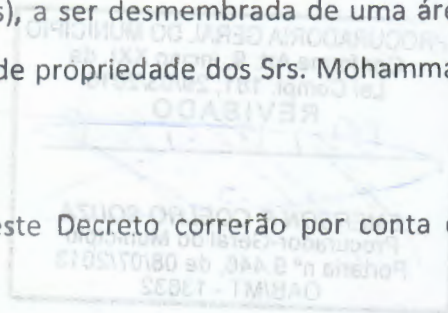 s), a ser desmembrada de uma áre
de propriedade dos Srs. Mohamma
PROCURADORIA GERAL DO MUNICÍPIO
REVISADO
este Decreto correrão por conta d
Procurador-Geral do Município
Portaria nº 9.446, de 08/07/2013
OAB/MT - 13632